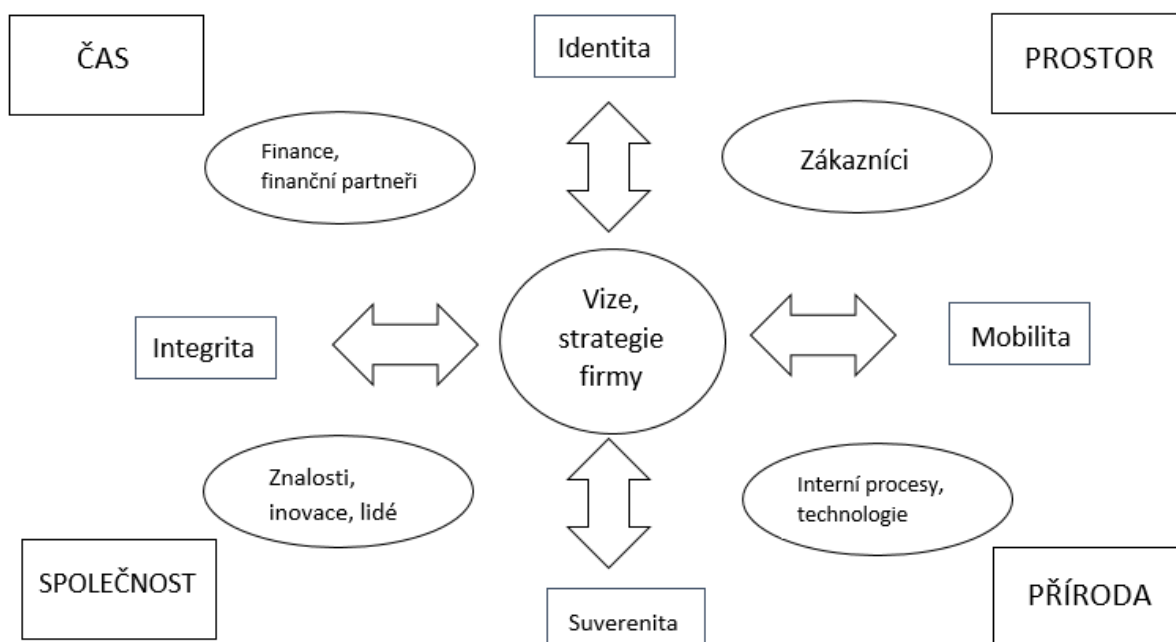 ČAS
Identita
PROSTOR
Finance,
finanční partneři
Zákazníci
Integrita
Vize,
strategie
firmy
Mobilita
Znalosti,
inovace, lidé
Interní procesy,
technologie
SPOLEČNOST
Suverenita
PŘÍRODA